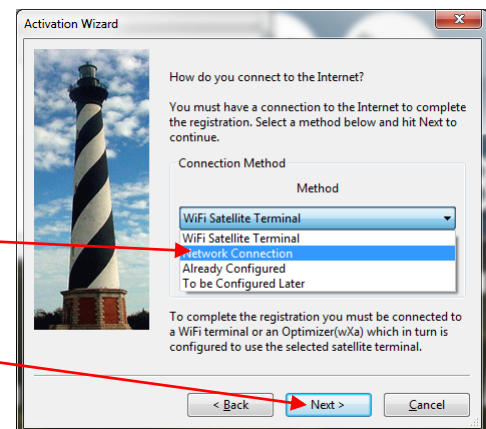 Activation Wizard
How do you connect to the Internet?
You must have a connection to the Internet to complete
the registration. Select a method below and hit Next to
continue.
Connection Method
Method
WiFi Satellite Terminal
WiFi Satellite Terminal
Network Connection
Already Configured
To be Configured Later
To complete the registration you must be connected to
a WiFi terminal or an Optimizer(wXa) which in turn is
configured to use the selected satellite terminal.
< Back
Next >
Cancel